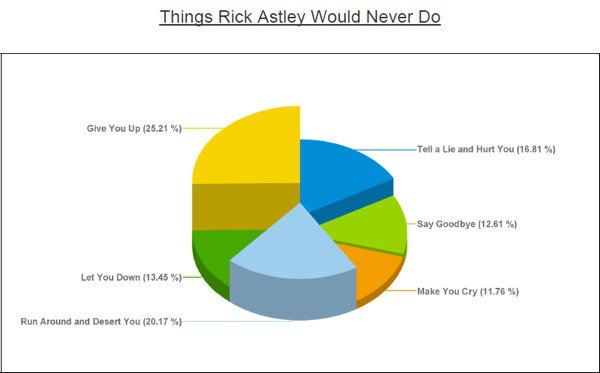 Things Rick Astley Would Never Do
Give You Up (25.21 %)
Tell a Lie and Hurt You (16.81 %)
Say Goodbye (12.61 %)
Let You Down (13.45 %)
Make You Cry (11.76 %)
Run Around and Desert You (20.17 %)